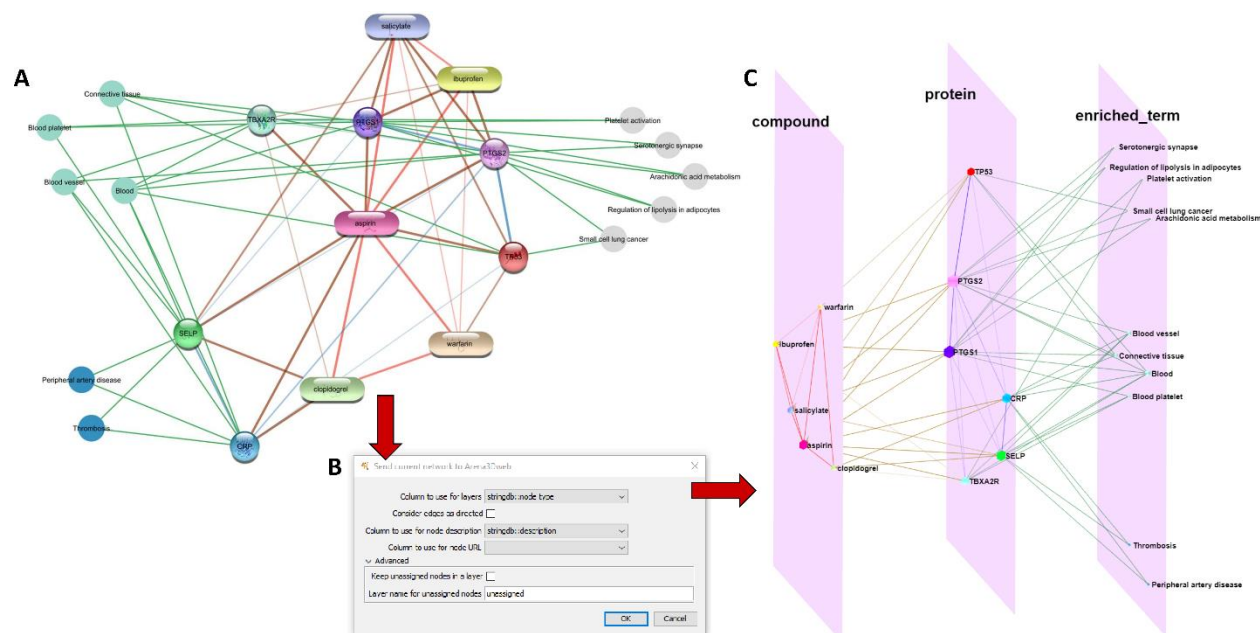 A
salicylate
ibuprofen
Connective tissue
Blood platelet
TBXA2R
PTGS1
PTGS2
Platelet activation
Serotonergic synapse
Arachidonic acid metabolism
Blood vessel
Blood
Regulation of lipolysis in adipocytes
aspirin
Small cell lung cancer
TP53
SELP
warfarin
Peripheral artery disease
clopidogrel
Thrombosis
CRP
B
Send current network to Arena3Dweb
Column to use for layers stringdb::node type
Consider edges as directed
Column to use for node description stringdb::description
Column to use for node URL
Advanced
Keep unassigned nodes in a layer
Layer name for unassigned nodes unassigned
OK Cancel
C
compound
protein
enriched_term
Serotonergic synapse
TP53
Regulation of lipolysis in adipocytes
Platelet activation
Small cell lung cancer
Arachidonic acid metabolism
PTGS2
warfarin
Blood vessel
ibuprofen
PTGS1
Connective tissue
Blood
CRP
Blood platelet
salicylate
aspirin
SELP
clopidogrel
TBXA2R
Thrombosis
Peripheral artery disease